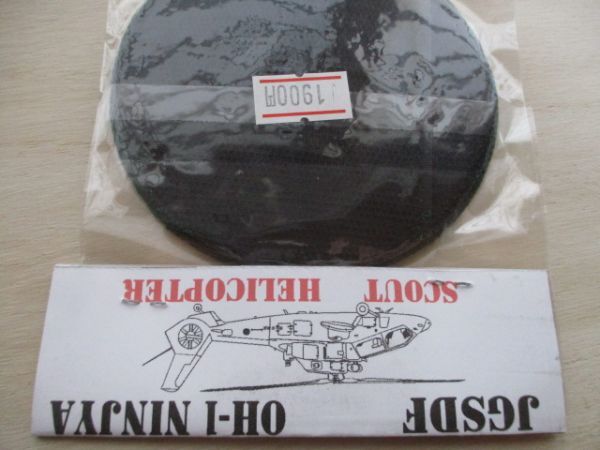 JGSDF OH-1 NINJYA
SCOUT HELICOPTER
1900円